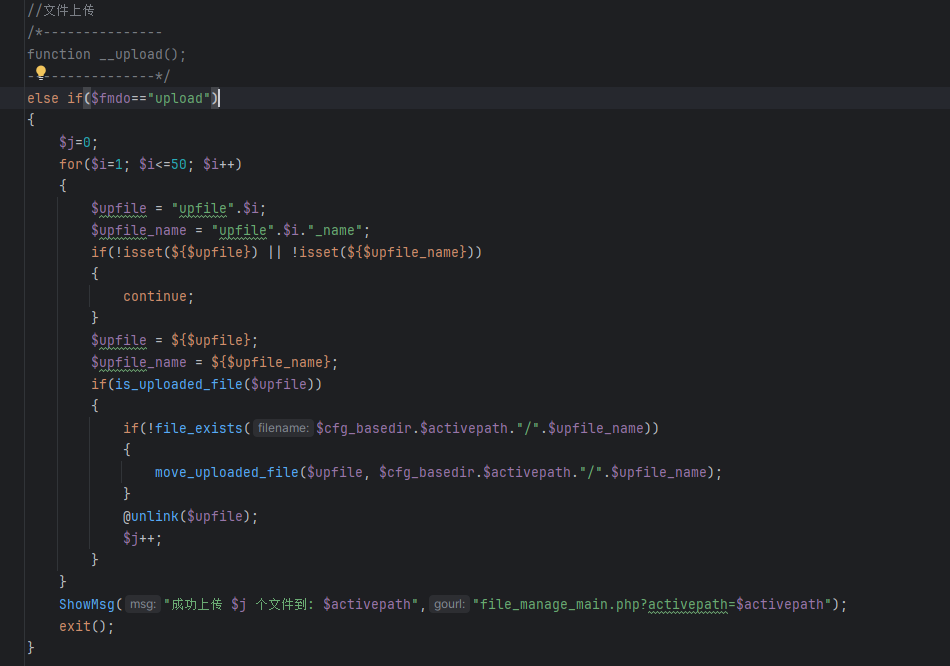 //文件上传
/*---------------
function __upload();
- --------------*/
else if($fmdo=="upload")
{
$j=0;
for($i=1; $i<=50; $i++)
{
$upfile = "upfile".$i;
$upfile_name = "upfile".$i."_name";
if(!isset(${$upfile}) || !isset(${$upfile_name}))
{
continue;
}
$upfile = ${$upfile};
$upfile_name = ${$upfile_name};
if(is_uploaded_file($upfile))
{
if(!file_exists( filename: $cfg_basedir.$activepath."/".$upfile_name))
{
move_uploaded_file($upfile, $cfg_basedir.$activepath."/".$upfile_name);
}
@unlink($upfile);
$j++;
}
}
ShowMsg( msg: "成功上传 $j 个文件到: $activepath", gourl: "file_manage_main.php?activepath=$activepath");
exit();
}